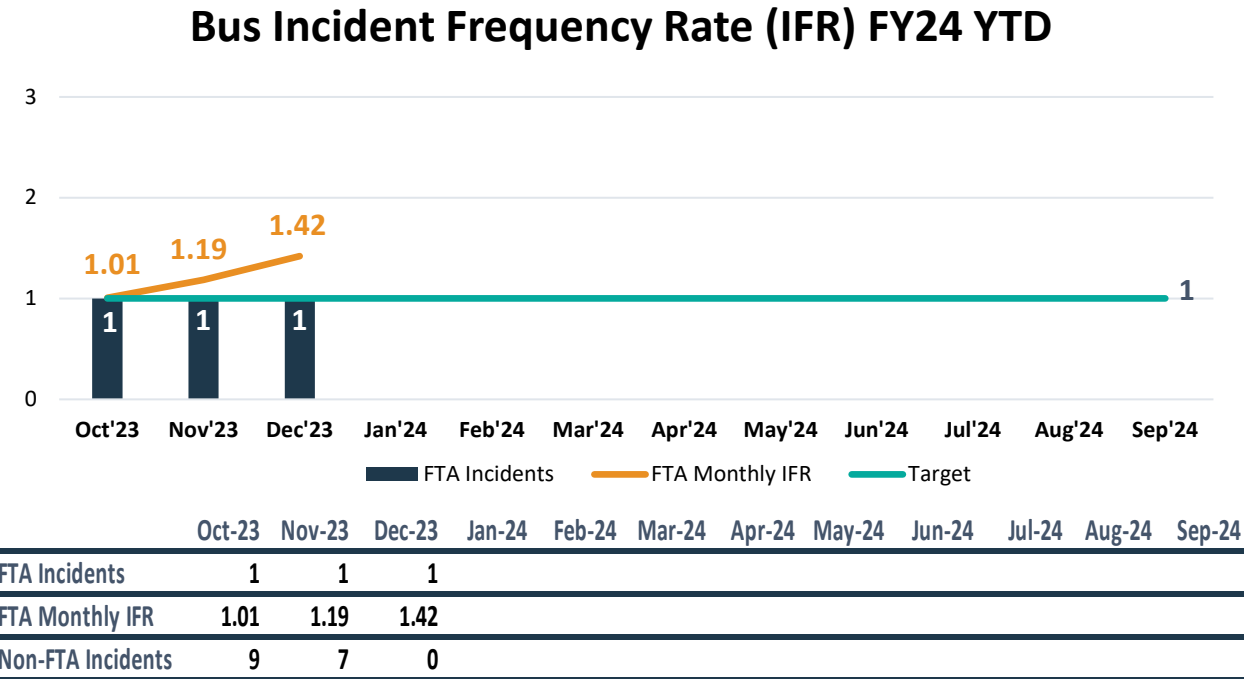 Bus Incident Frequency Rate (IFR) FY24 YTD
3
2
1.42
1.19
1.01
1
1
1 1 1
0
Oct'23 Nov'23 Dec'23 Jan'24 Feb'24 Mar'24 Apr'24 May'24 Jun'24 Jul'24 Aug'24 Sep'24
FTA Incidents FTA Monthly IFR Target
Oct-23 Nov-23 Dec-23 Jan-24 Feb-24 Mar-24 Apr-24 May-24 Jun-24 Jul-24 Aug-24 Sep-24
FTA Incidents 1 1 1
FTA Monthly IFR 1.01 1.19 1.42
Non-FTA Incidents 9 7 0